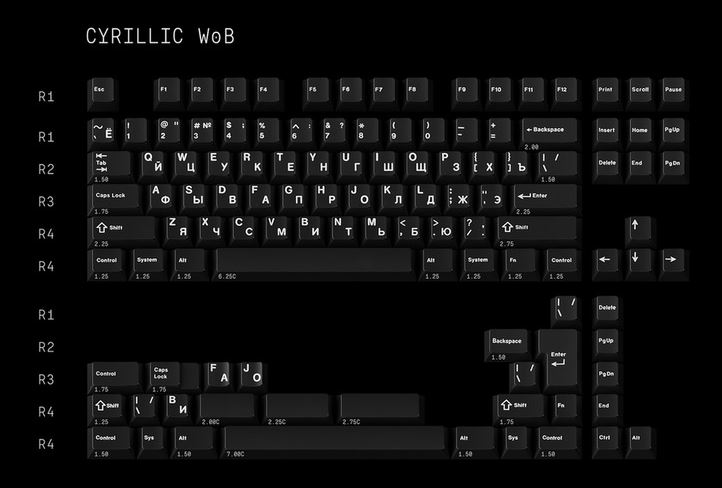 CYRILLIC W0B
R1 Esc F1 F2 F3 F4 F5 F6 F7 F8 F9 F10 F11 F12 Print Scroll Pause
R1 ~ \ Ё ! 1 @ " 2 # № 3 $ ; 4 % 5 ^ : 6 & ? 7 * 8 ( 9 ) 0 _ - + = ← Backspace 2.00 Insert Home PgUp
R2 Tab 1.50 Q Й W Ц E У R К T Е Y Н U Г I Ш O Щ P З { [ Х } ] Ъ | \ / 1.50 Delete End PgDn
R3 Caps Lock 1.75 A Ф S Ы D В F А G П H Р J О K Л L Д : ; Ж " ' Э Enter 2.25
R4 Shift 2.25 Z Я X Ч C С V М B И N Т M Ь < , Б > . Ю ? / , . Shift 2.75 ↑
R4 Control 1.25 System 1.25 Alt 1.25 6.25C Alt 1.25 System 1.25 Fn 1.25 Control 1.25 ← ↓ →
R1 | \ / Delete
R2 Backspace 1.50 Enter PgUp
R3 Control 1.75 Caps Lock 1.75 F А J О | \ / PgDn
R4 Shift 1.25 | \ / B И 2.00C 2.25C 2.75C Shift 1.75 Fn End
R4 Control 1.50 Sys Alt 1.50 7.00C Alt 1.50 Sys Control 1.50 Ctrl Alt